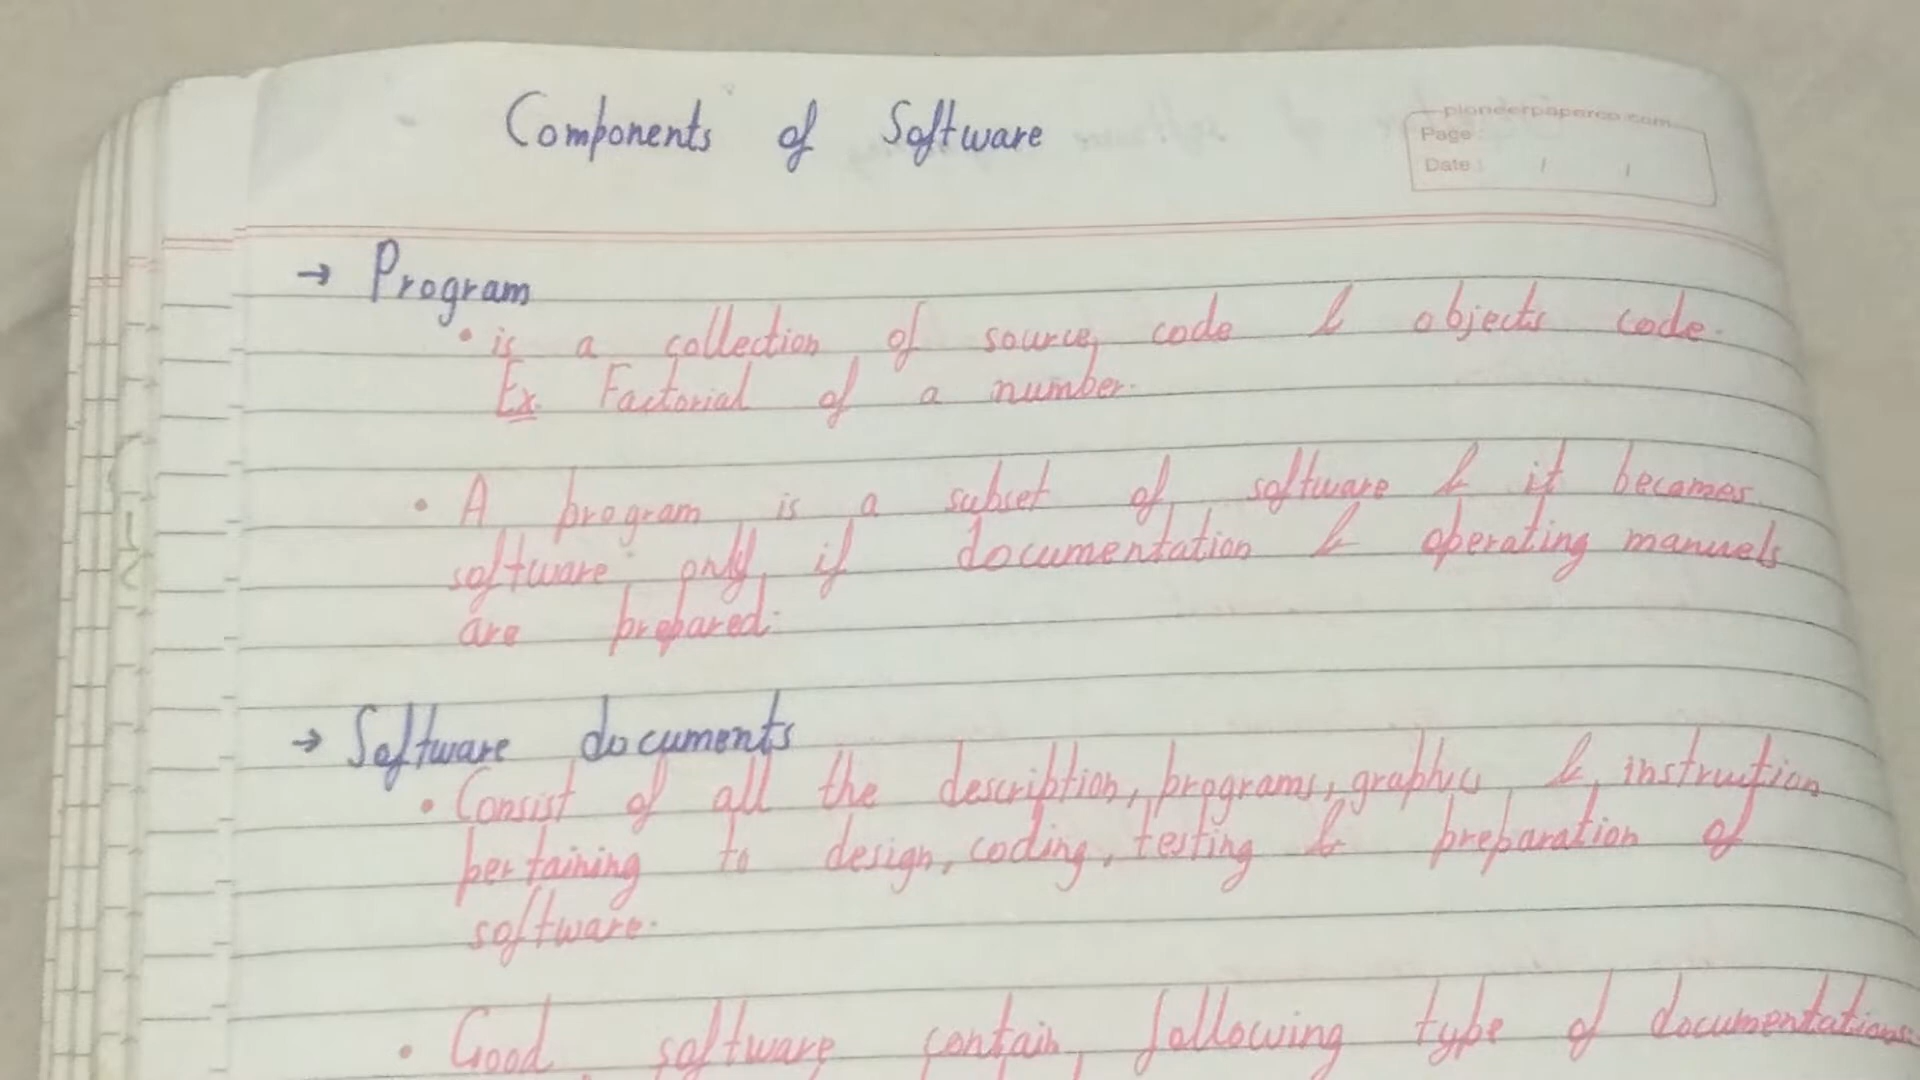 Components of Software
pioneerpaperco.com
Page :
Date : / /
→ Program
• is a collection of source code & objects code.
Ex. Factorial of a number.
• A program is a subset of software & it becomes
software only if documentation & operating manuels
are prepared.
→ Software documents
• Consist of all the description, programs, graphics & instruction
pertaining to design, coding, testing & preparation of
software.
• Good software contain following type of documentations